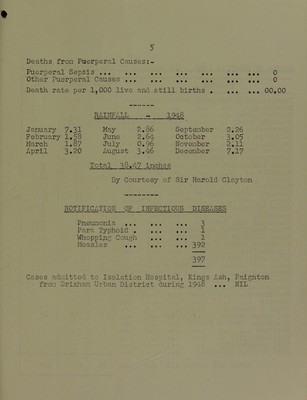 5
Deaths from Puerperal Causes:-
Puerperal Sepsis ... ... ... ... ... ... ... 0
Other Puerperal Causes ... ... ... ... ... ... 0
Death rate per 1,000 live and still births . ... ... 00.00
RAINFALL - 1948
January 7.31 May 2.86 September 2.26
February 1.58 June 2.64 October 3.05
March 1.87 July 0.96 November 2.11
April 3.20 August 3.46 December 7.17
Total 38.47 inches
By Courtesy of Sir Harold Clayton
NOTIFICATION OF INFECTIOUS DISEASES
Pneumonia ... ... ... 3
Para Typhoid . ... ... 1
Whopping Cough ... ... 1
Measles ... ... ... 392
397
Cases admitted to Isolation Hospital, Kings Ash, Paignton
from Brixham Urban District during 1948 ... NIL